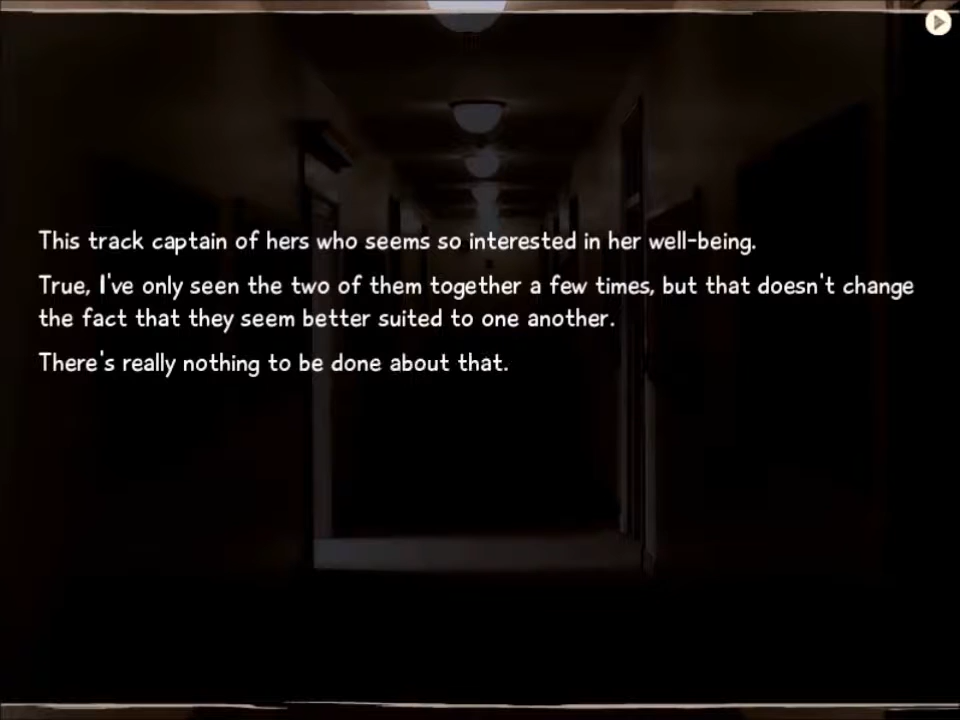 This track captain of hers who seems so interested in her well-being.
True, I've only seen the two of them together a few times, but that doesn't change
the fact that they seem better suited to one another.
There's really nothing to be done about that.